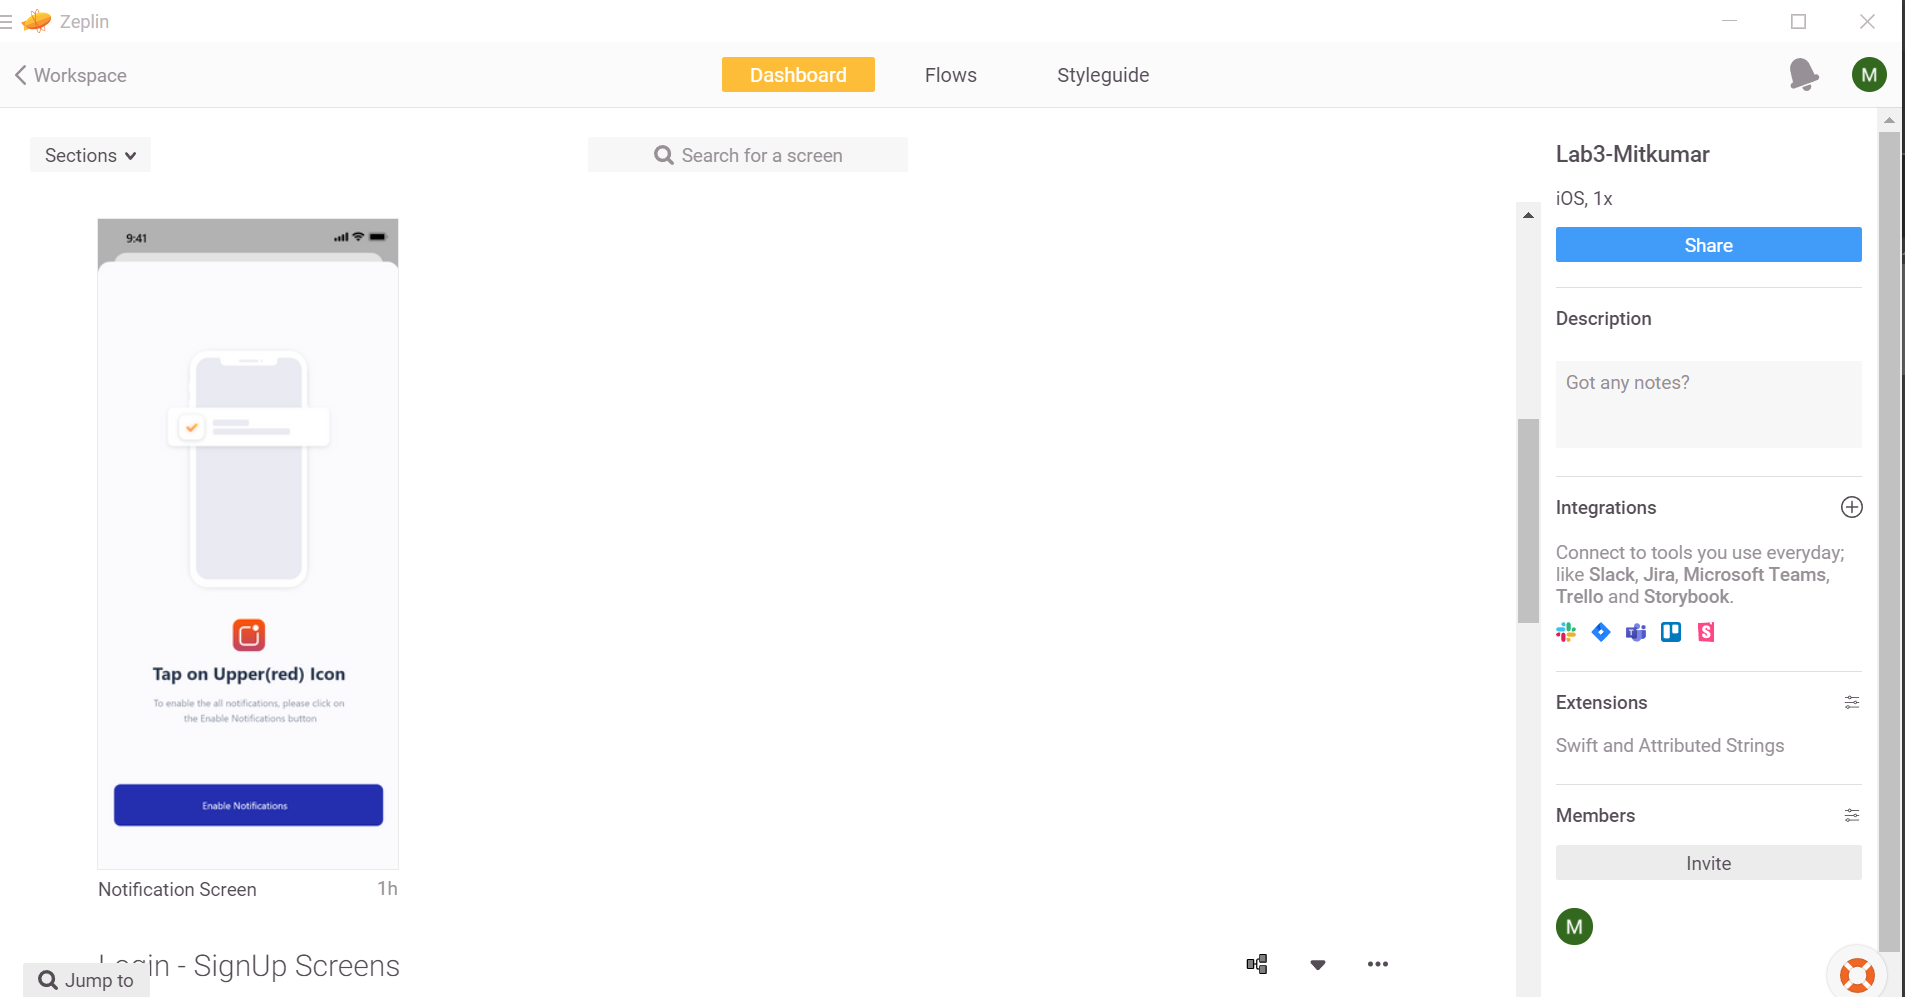 Zeplin
Workspace
Dashboard
Flows
Styleguide
M
Sections
Search for a screen
9:41
Tap on Upper(red) Icon
To enable the all notifications, please click on
the Enable Notifications button
Enable Notifications
Notification Screen
1h
Login - SignUp Screens
Jump to
Lab3-Mitkumar
iOS, 1x
Share
Description
Got any notes?
Integrations
Connect to tools you use everyday;
like Slack, Jira, Microsoft Teams,
Trello and Storybook.
Extensions
Swift and Attributed Strings
Members
Invite
M